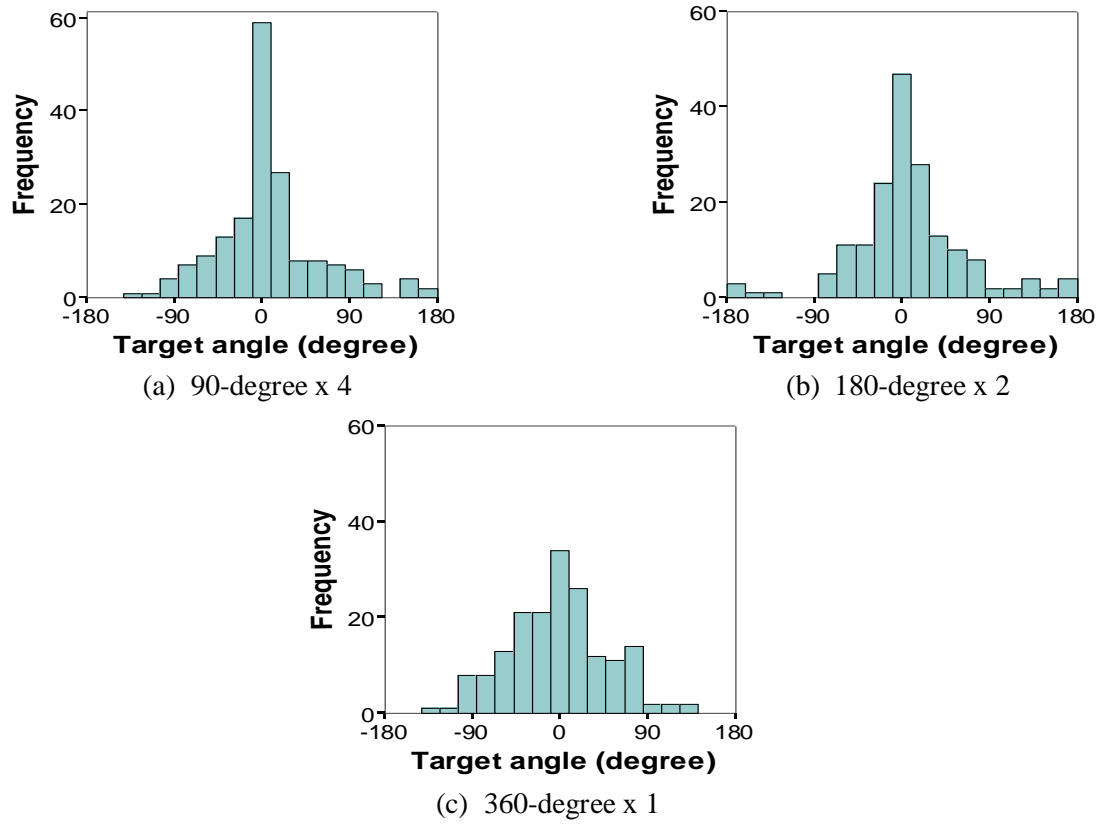 60
40
20
0
Frequency
-180 -90 0 90 180
Target angle (degree)
(a) 90-degree x 4
60
40
20
0
Frequency
-180 -90 0 90 180
Target angle (degree)
(b) 180-degree x 2
60
40
20
0
Frequency
-180 -90 0 90 180
Target angle (degree)
(c) 360-degree x 1